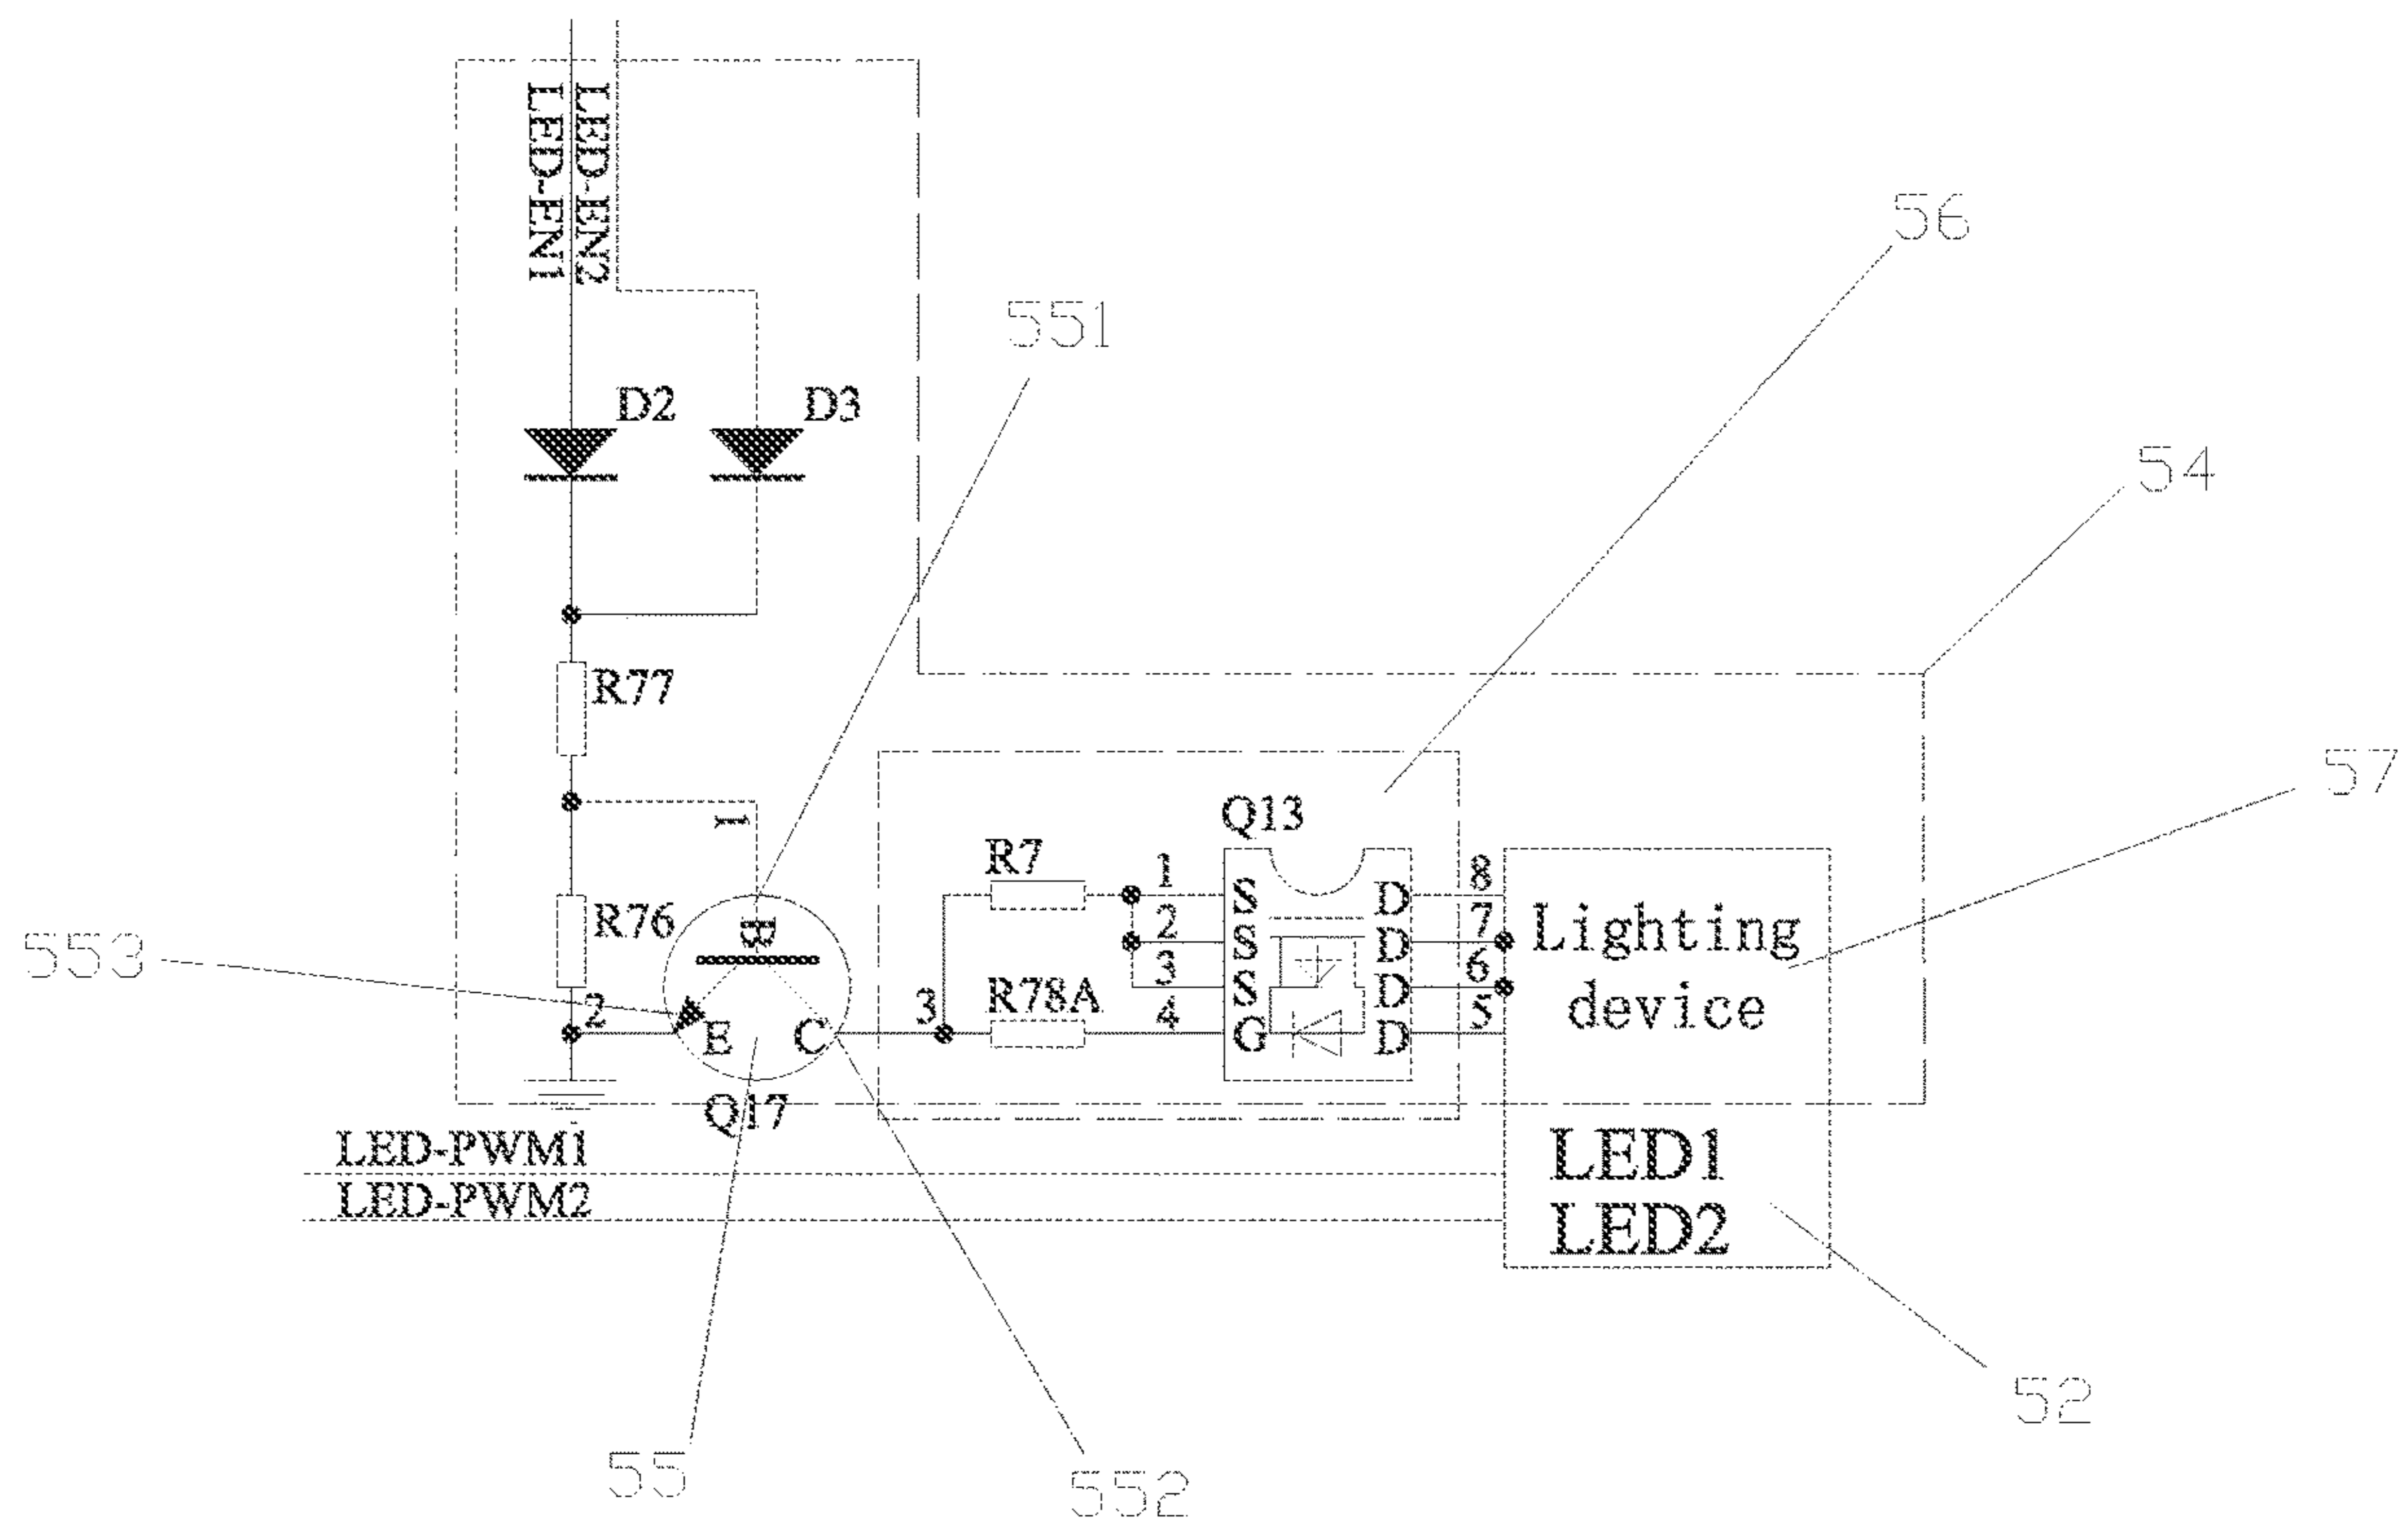 LED-EN1
LED-EN2
56
551
54
D2
D3
57
R77
1
Q13
R7
R76
553
B
1
2
3
4
S
S
S
G
D
D
D
D
8
7
6
5
Lighting
device
2
E
C
3
R78A
Q17
LED-PWM1
LED-PWM2
LED1
LED2
52
55
552